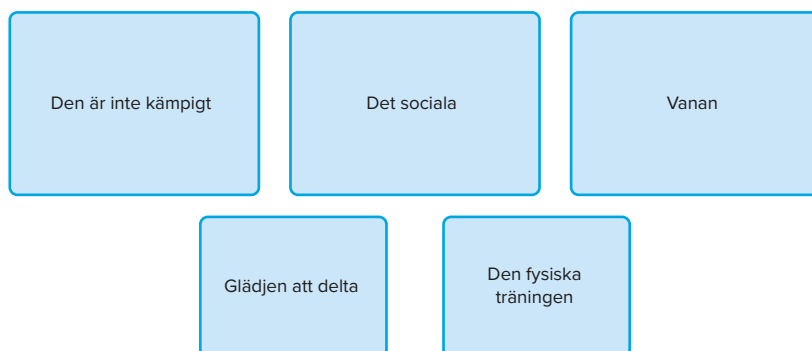 Den är inte kämpigt
Det sociala
Vanan
Glädjen att delta
Den fysiska
träningen